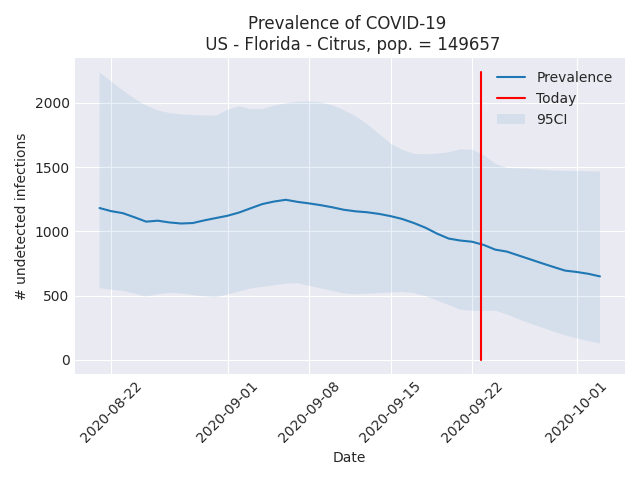 Prevalence of COVID-19
US - Florida - Citrus, pop. = 149657
Prevalence
Today
95CI
# undetected infections
2000
1500
1000
500
0
2020-08-22
2020-09-01
2020-09-08
2020-09-15
2020-09-22
2020-10-01
Date